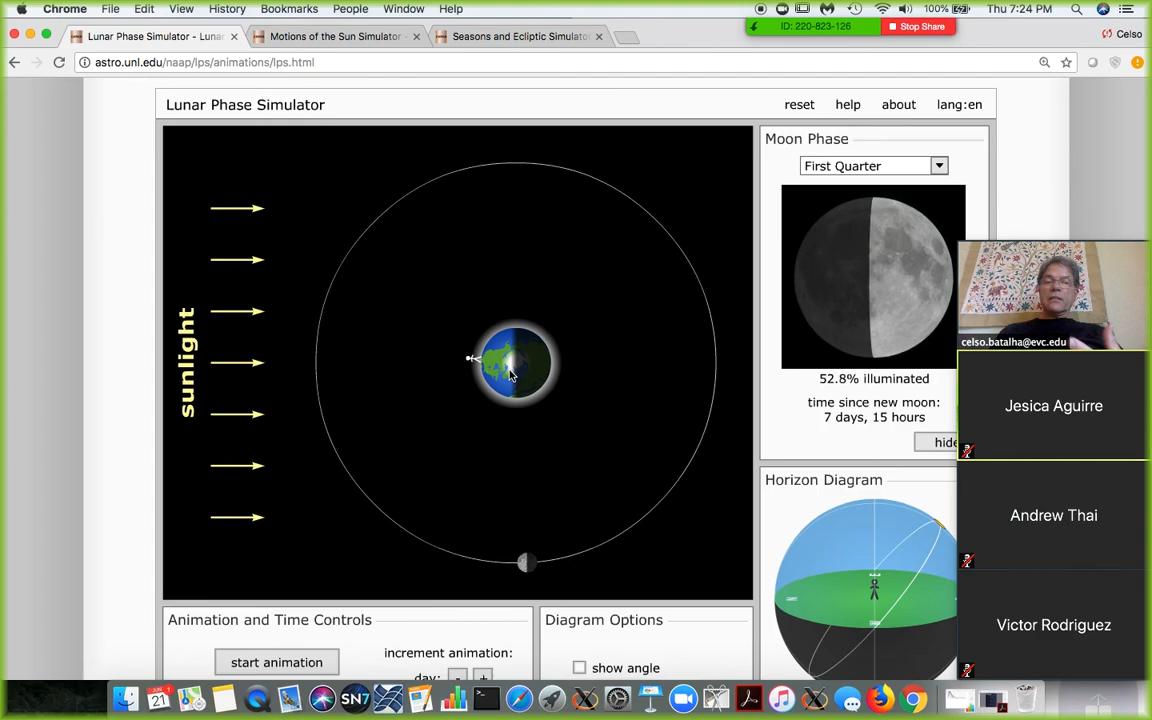 Chrome File Edit View History Bookmarks People Window Help 100% Thu 7:24 PM
Lunar Phase Simulator - Luna Motions of the Sun Simulator - Seasons and Ecliptic Simulator ID: 220-823-126 Stop Share Celso
astro.unl.edu/naap/lps/animations/lps.html
Lunar Phase Simulator reset help about lang:en
sunlight
Moon Phase
First Quarter
52.8% illuminated
time since new moon:
7 days, 15 hours
hide
Horizon Diagram
Animation and Time Controls
start animation
increment animation:
day: - +
Diagram Options
show angle
celso.batalha@evc.edu
Jesica Aguirre
Andrew Thai
Victor Rodriguez
21
SN7